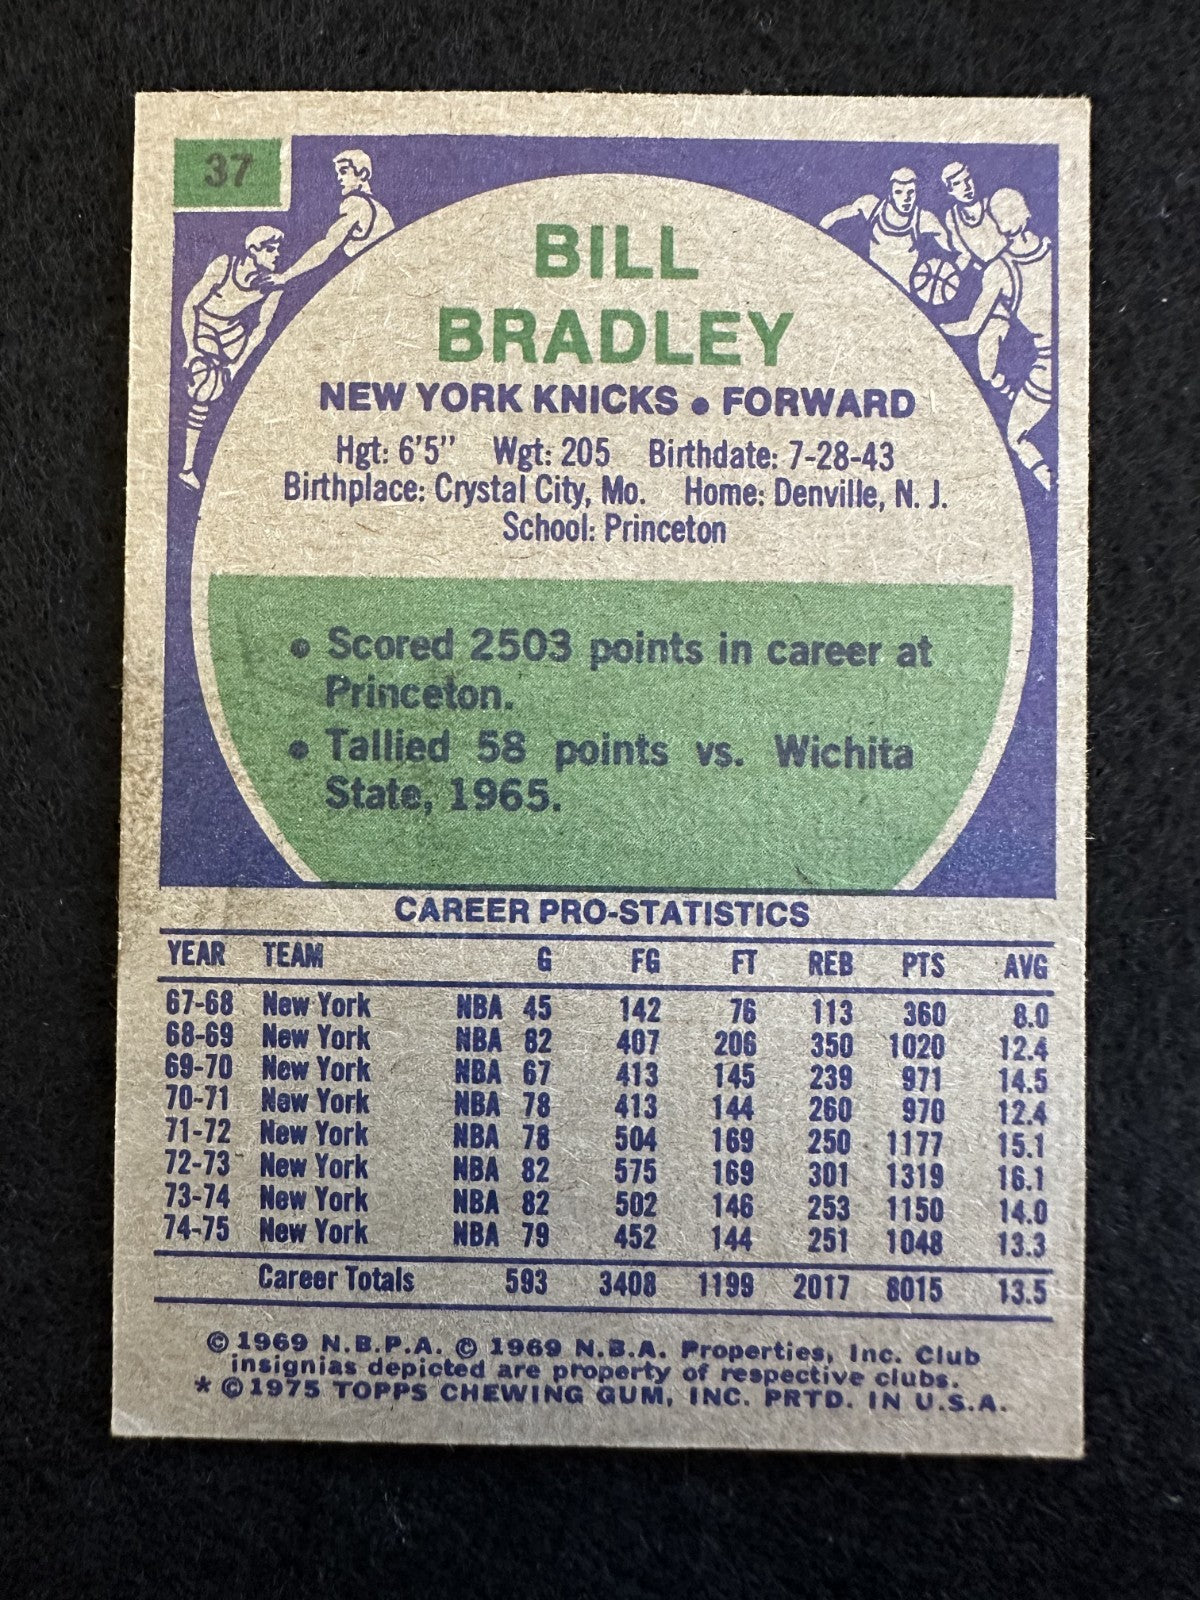 37
BILL
BRADLEY
NEW YORK KNICKS • FORWARD
Hgt: 6'5" Wgt: 205 Birthdate: 7-28-43
Birthplace: Crystal City, Mo. Home: Denville, N. J.
School: Princeton
• Scored 2503 points in career at
Princeton.
• Tallied 58 points vs. Wichita
State, 1965.
CAREER PRO-STATISTICS
YEAR TEAM G FG FT REB PTS AVG
67-68 New York NBA 45 142 76 113 360 8.0
68-69 New York NBA 82 407 206 350 1020 12.4
69-70 New York NBA 67 413 145 239 971 14.5
70-71 New York NBA 78 413 144 260 970 12.4
71-72 New York NBA 78 504 169 250 1177 15.1
72-73 New York NBA 82 575 169 301 1319 16.1
73-74 New York NBA 82 502 146 253 1150 14.0
74-75 New York NBA 79 452 144 251 1048 13.3
Career Totals 593 3408 1199 2017 8015 13.5
© 1969 N.B.P.A. © 1969 N.B.A. Properties, Inc. Club
insignias depicted are property of respective clubs.
* © 1975 TOPPS CHEWING GUM, INC. PRTD. IN U.S.A.